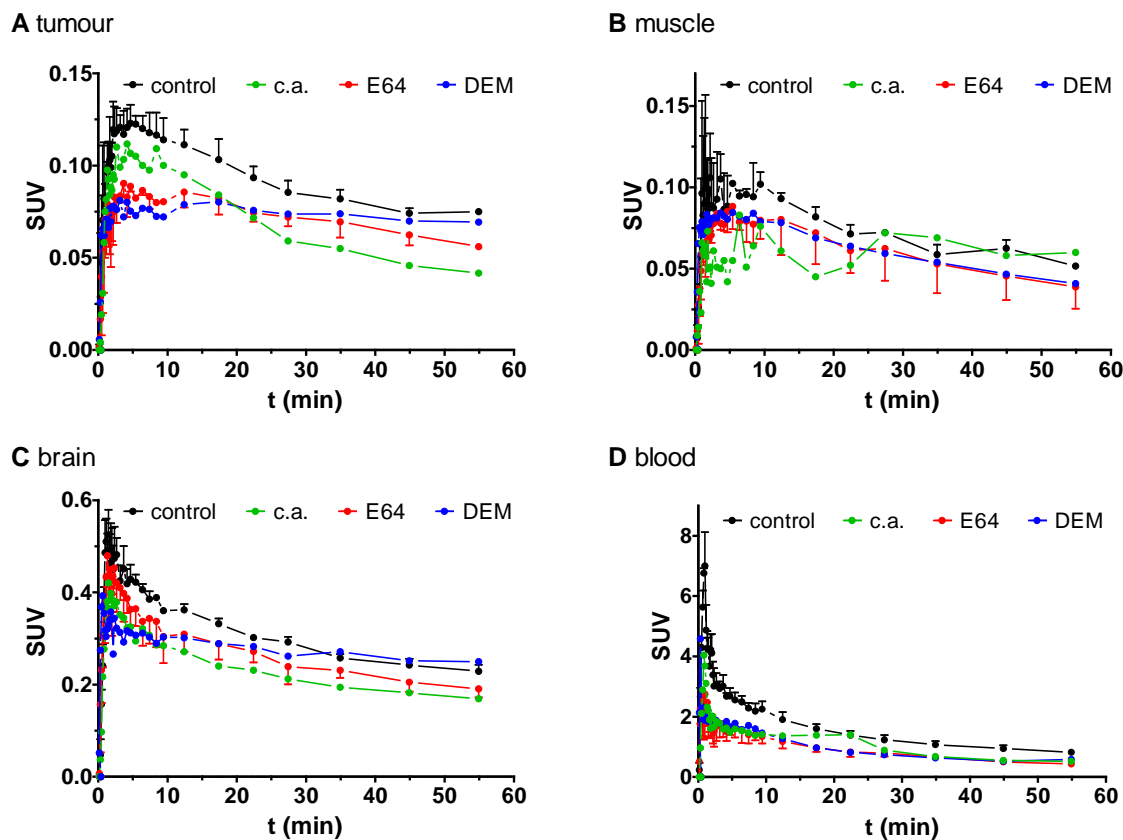 A tumour
0.15
control c.a. E64 DEM
0.10
SUV
0.05
0.00
0 10 20 30 40 50 60
t (min)
B muscle
control c.a. E64 DEM
0.15
0.10
SUV
0.05
0.00
0 10 20 30 40 50 60
t (min)
C brain
0.6
control c.a. E64 DEM
0.4
SUV
0.2
0.0
0 10 20 30 40 50 60
t (min)
D blood
control c.a. E64 DEM
8
6
SUV
4
2
0
0 10 20 30 40 50 60
t (min)